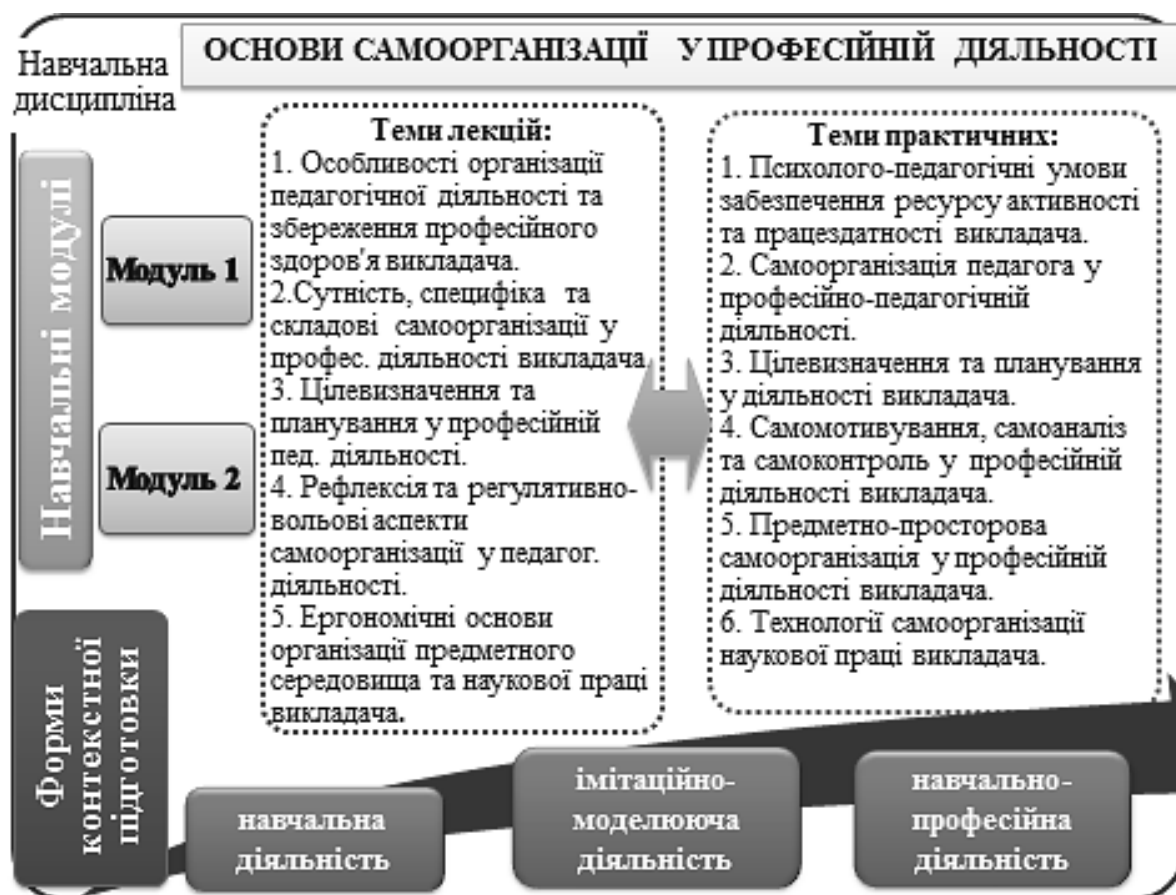 Навчальна
дисципліна
ОСНОВИ САМООРГАНІЗАЦІЇ У ПРОФЕСІЙНІЙ ДІЯЛЬНОСТІ
Навчальні модулі
Модуль 1
Модуль 2
Теми лекцій:
1. Особливості організації
педагогічної діяльності та
збереження професійного
здоров'я викладача.
2.Сутність, специфіка та
складові самоорганізації у
профес. діяльності викладача
3. Цілевизначення та
планування у професійній
пед. діяльності.
4. Рефлексія та регулятивно-
вольові аспекти
самоорганізації у педагог.
діяльності.
5. Ергономічні основи
організації предметного
середовища та наукової праці
викладача.
Теми практичних:
1. Психолого-педагогічні умови
забезпечення ресурсу активності
та працездатності викладача.
2. Самоорганізація педагога у
професійно-педагогічній
діяльності.
3. Цілевизначення та планування
у діяльності викладача.
4. Самомотивування, самоаналіз
та самоконтроль у професійній
діяльності викладача.
5. Предметно-просторова
самоорганізація у професійній
діяльності викладача.
6. Технології самоорганізації
наукової праці викладача.
Форми
контекстної
підготовки
навчальна
діяльність
імітаційно-
моделююча
діяльність
навчально-
професійна
діяльність